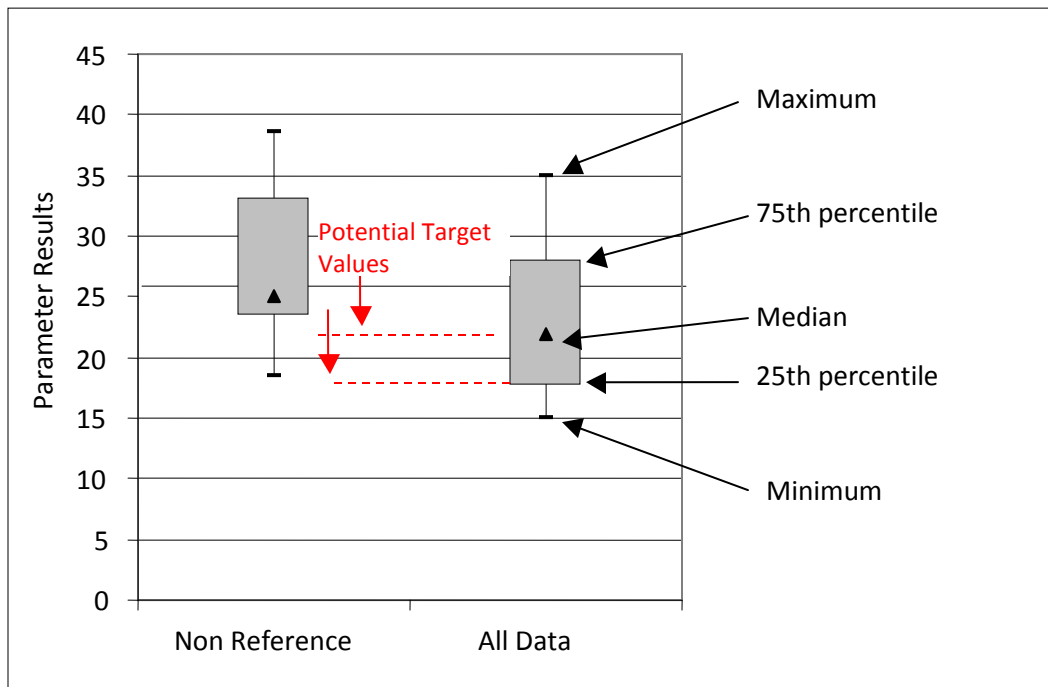 45
40
35
30
25
20
15
10
5
0
Parameter Results
Non Reference
All Data
Potential Target
Values
Maximum
75th percentile
Median
25th percentile
Minimum